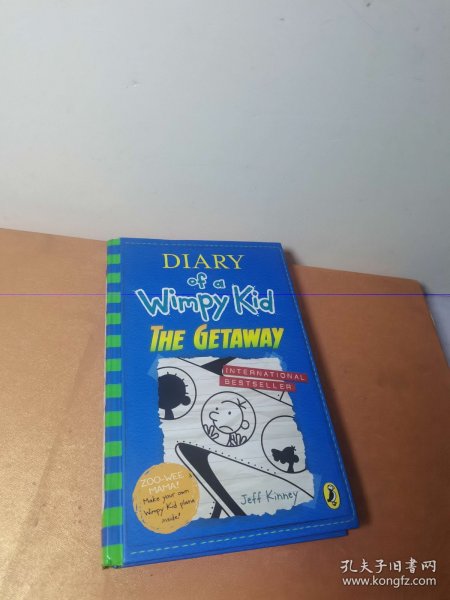 DIARY
of a
Wimpy Kid
THE GETAWAY
INTERNATIONAL
BESTSELLER
ZOO-WEE
MAMA!
Make your own
Wimpy Kid plane
inside!
Jeff Kinney
孔夫子旧书网
www.kongfz.com